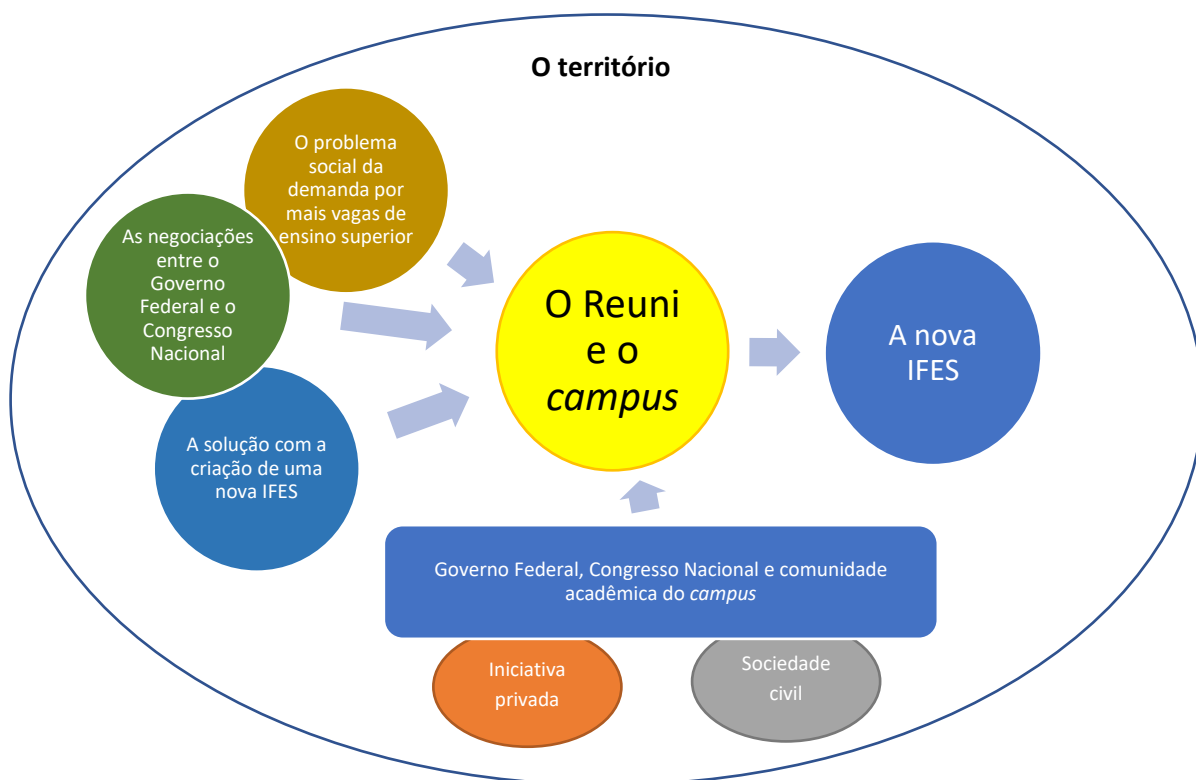 O território
O problema
social da
demanda por
mais vagas de
ensino superior
As negociações
entre o
Governo
Federal e o
Congresso
Nacional
A solução com a
criação de uma
nova IFES
O Reuni
e o
campus
A nova
IFES
Governo Federal, Congresso Nacional e comunidade
acadêmica do campus
Iniciativa
privada
Sociedade
civil